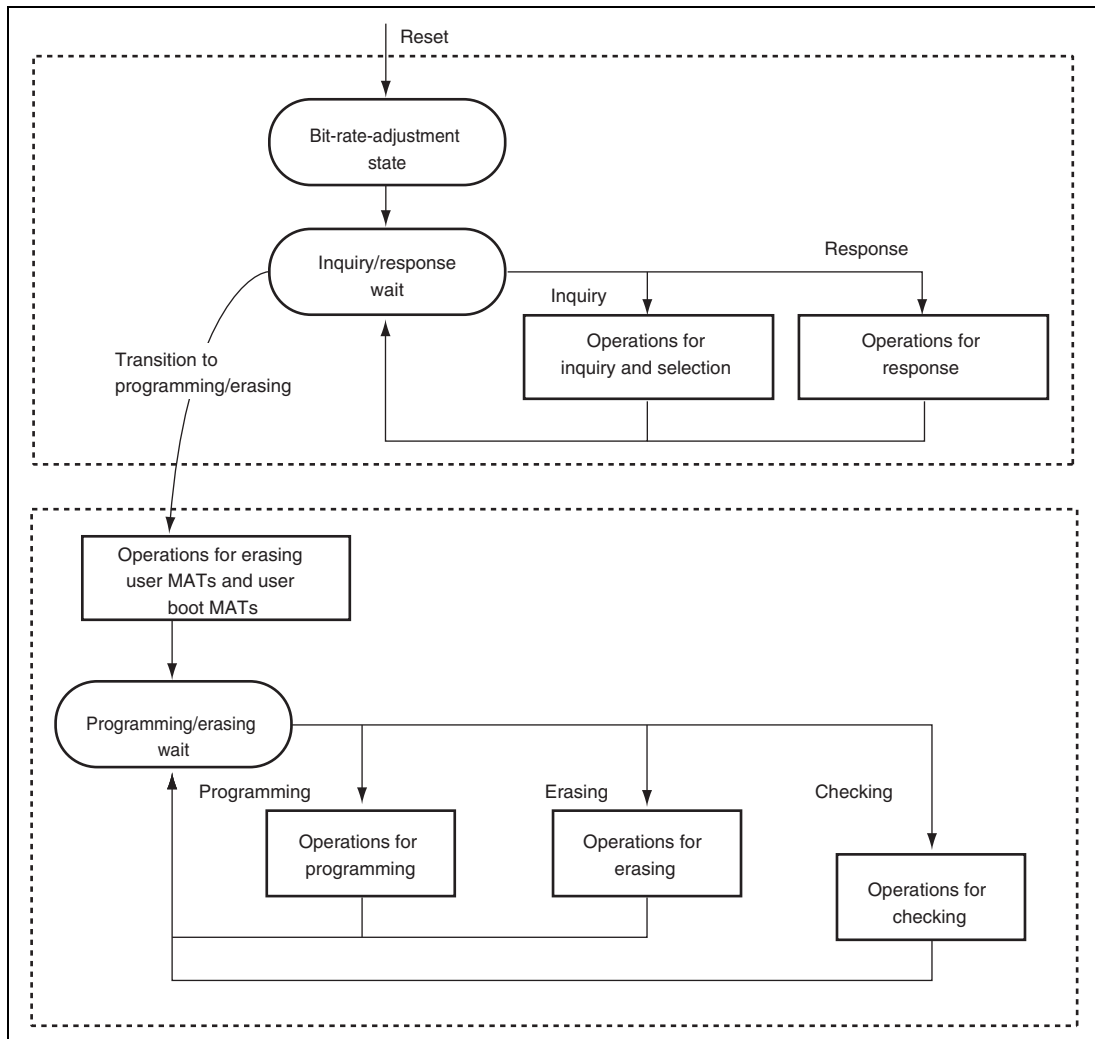 Reset
Bit-rate-adjustment
state
Inquiry/response
wait
Response
Inquiry
Operations for
inquiry and selection
Operations for
response
Transition to
programming/erasing
Operations for erasing
user MATs and user
boot MATs
Programming/erasing
wait
Programming
Erasing
Checking
Operations for
programming
Operations for
erasing
Operations for
checking